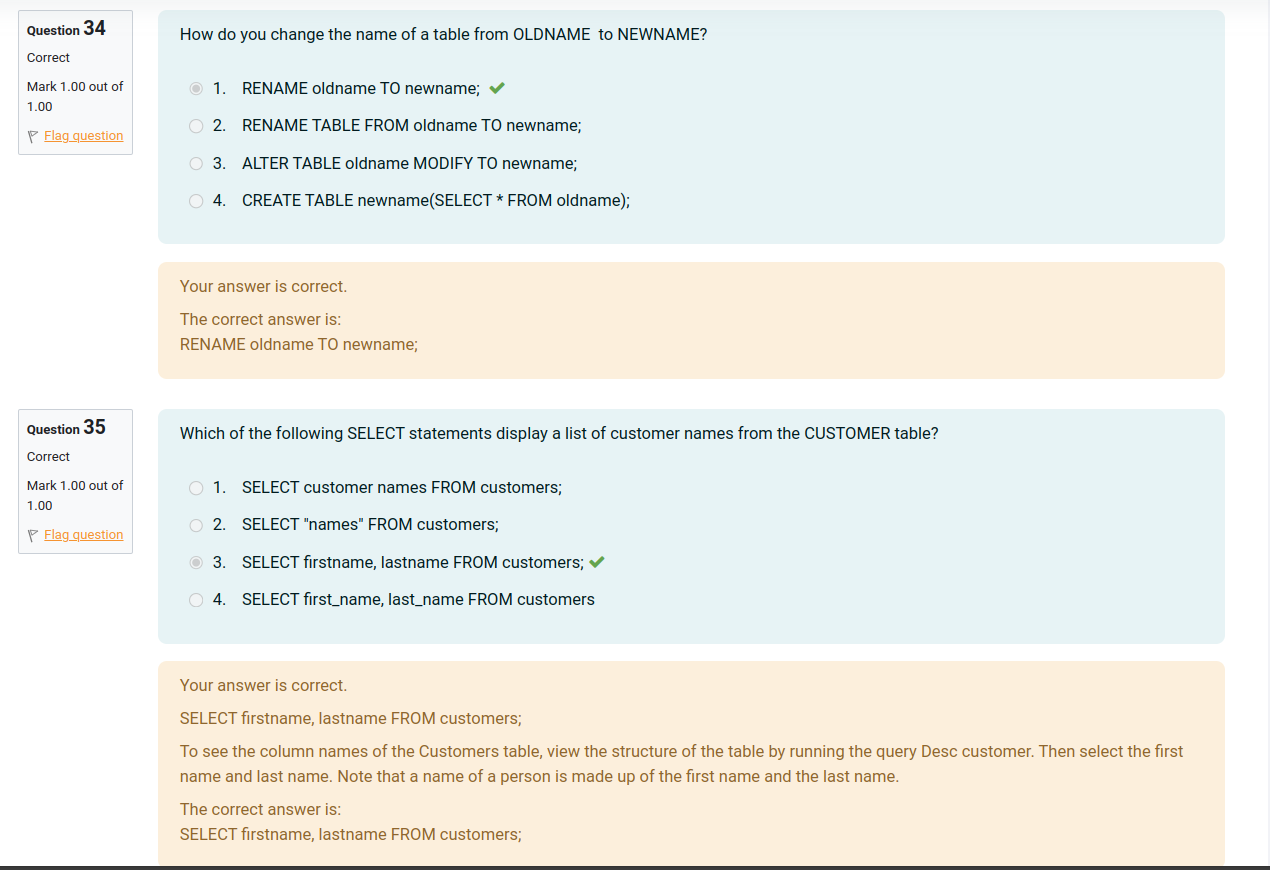 Question 34
Correct
Mark 1.00 out of
1.00
Flag question
How do you change the name of a table from OLDNAME  to NEWNAME?
1. RENAME oldname TO newname;
2. RENAME TABLE FROM oldname TO newname;
3. ALTER TABLE oldname MODIFY TO newname;
4. CREATE TABLE newname(SELECT * FROM oldname);
Your answer is correct.
The correct answer is:
RENAME oldname TO newname;
Question 35
Correct
Mark 1.00 out of
1.00
Flag question
Which of the following SELECT statements display a list of customer names from the CUSTOMER table?
1. SELECT customer names FROM customers;
2. SELECT "names" FROM customers;
3. SELECT firstname, lastname FROM customers;
4. SELECT first_name, last_name FROM customers
Your answer is correct.
SELECT firstname, lastname FROM customers;
To see the column names of the Customers table, view the structure of the table by running the query Desc customer. Then select the first
name and last name. Note that a name of a person is made up of the first name and the last name.
The correct answer is:
SELECT firstname, lastname FROM customers;